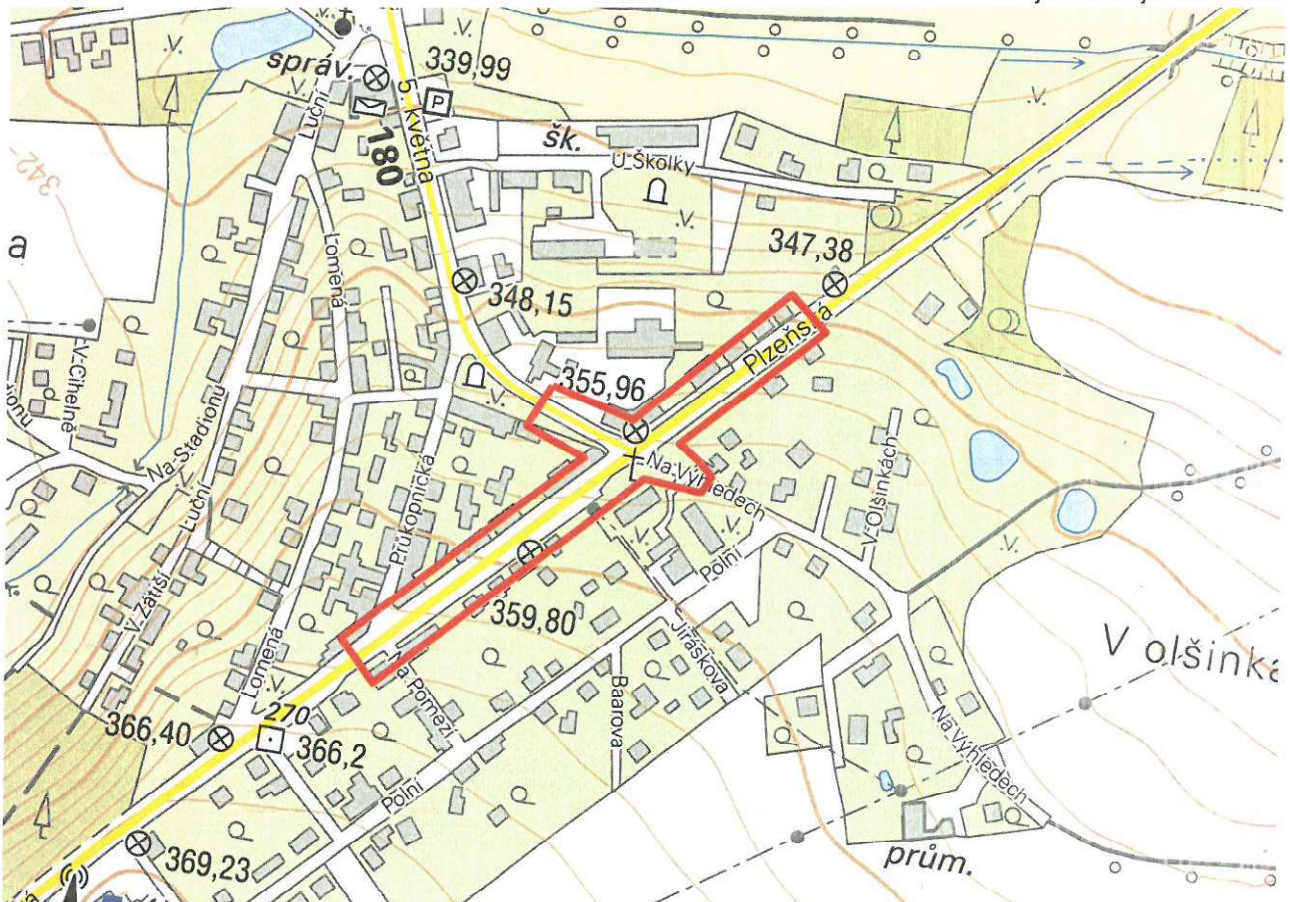 správ.
339,99
P
5. května
180
Luční
šk.
U Školky
342
Lomená
a
347,38
348,15
V Cihelně
Plzeňská
355,96
Na Stadionu
Luční
Průkopnická
Na Výhledech
V Olšinkách
Polní
V Zátiší
359,80
Jiráskova
V olšinka
Lomená
Na Pomezí
Baarova
270
366,40
366,2
Na Výhledech
Polní
369,23
prům.